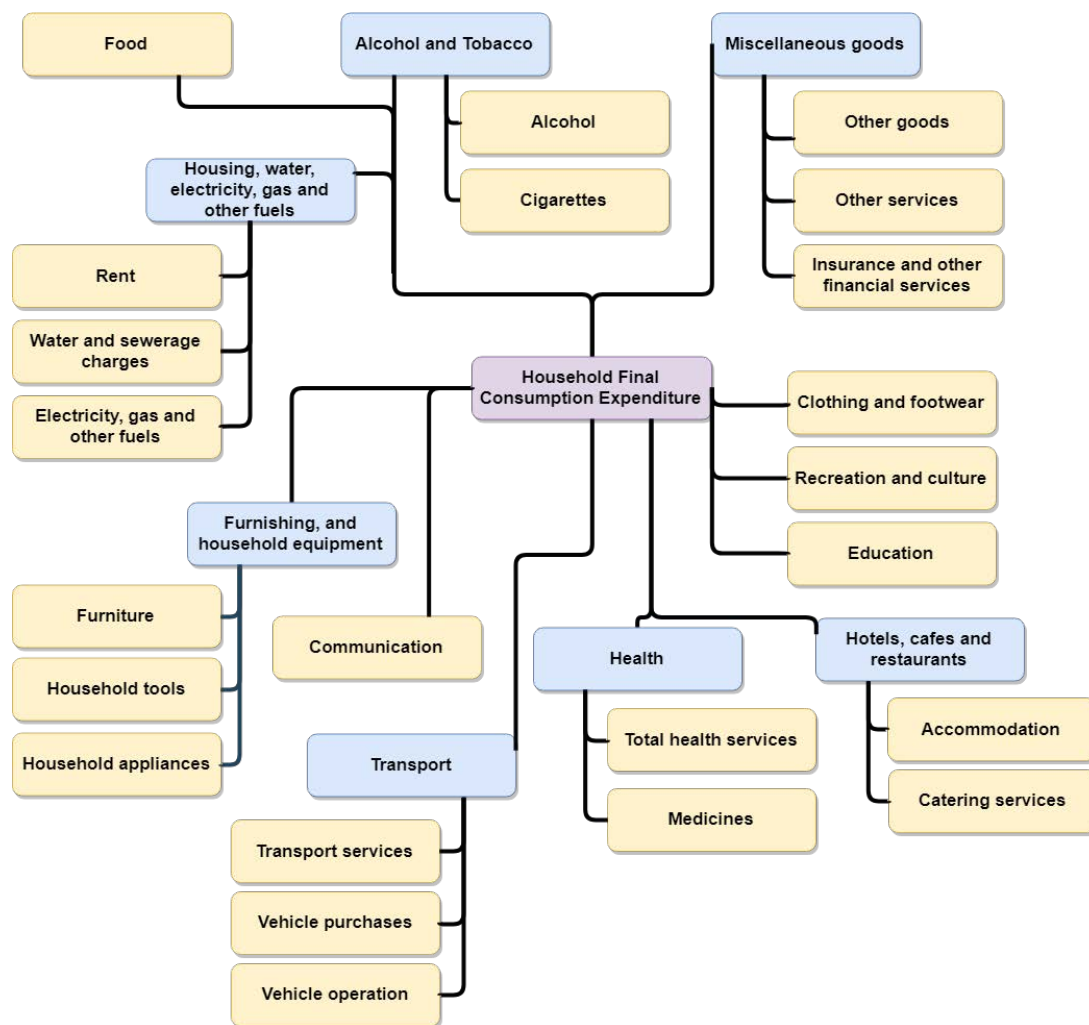 Food
Alcohol and Tobacco
Miscellaneous goods
Alcohol
Cigarettes
Other goods
Other services
Insurance and other
financial services
Housing, water,
electricity, gas and
other fuels
Rent
Water and sewerage
charges
Electricity, gas and
other fuels
Household Final
Consumption Expenditure
Clothing and footwear
Recreation and culture
Education
Furnishing, and
household equipment
Furniture
Household tools
Household appliances
Communication
Health
Total health services
Medicines
Hotels, cafes and
restaurants
Accommodation
Catering services
Transport
Transport services
Vehicle purchases
Vehicle operation